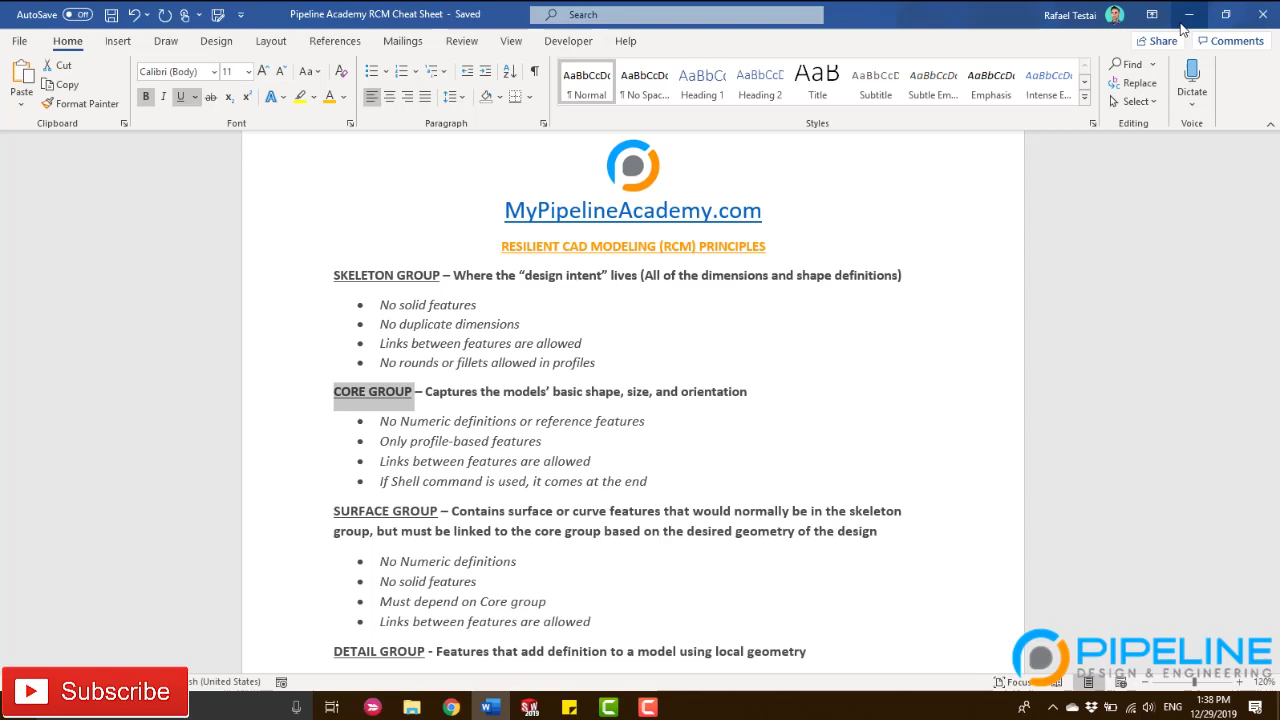 AutoSave Off Pipeline Academy RCM Cheat Sheet - Saved Search Rafael Testai
File Home Insert Draw Design Layout References Mailings Review View Developer Help Share Comments
Paste Cut Copy Format Painter
Calibri (Body) 11 Aa
B I U ab x₂ x² A A
AaBbCcDc AaBbCcDc AaBbCc AaBbCcD AaB AaBbCcD AaBbCcDc AaBbCcDc AaBbCcDc
¶ Normal ¶ No Spac... Heading 1 Heading 2 Title Subtitle Subtle Em... Emphasis Intense E...
Find
Replace
Select
Dictate
Clipboard Font Paragraph Styles Editing Voice
MyPipelineAcademy.com
RESILIENT CAD MODELING (RCM) PRINCIPLES
SKELETON GROUP – Where the “design intent” lives (All of the dimensions and shape definitions)
• No solid features
• No duplicate dimensions
• Links between features are allowed
• No rounds or fillets allowed in profiles
CORE GROUP – Captures the models’ basic shape, size, and orientation
• No Numeric definitions or reference features
• Only profile-based features
• Links between features are allowed
• If Shell command is used, it comes at the end
SURFACE GROUP – Contains surface or curve features that would normally be in the skeleton
group, but must be linked to the core group based on the desired geometry of the design
• No Numeric definitions
• No solid features
• Must depend on Core group
• Links between features are allowed
DETAIL GROUP - Features that add definition to a model using local geometry
PIPELINE
DESIGN & ENGINEERING
Subscribe
(United States) Focus 120%
SW 2019 ENG 1:38 PM
12/29/2019